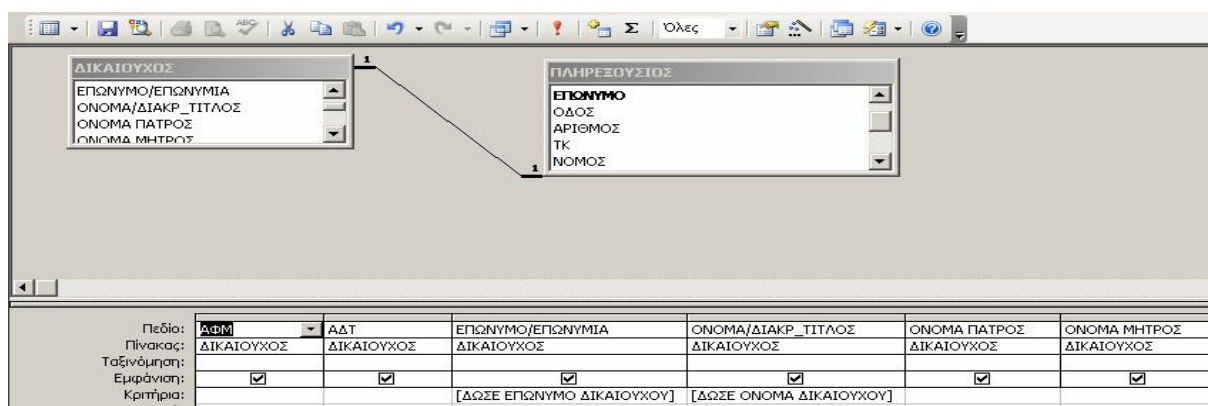 Όλες
ΔΙΚΑΙΟΥΧΟΣ
ΕΠΩΝΥΜΟ/ΕΠΩΝΥΜΙΑ
ΟΝΟΜΑ/ΔΙΑΚΡ_ΤΙΤΛΟΣ
ΟΝΟΜΑ ΠΑΤΡΟΣ
ΟΝΟΜΑ ΜΗΤΡΟΣ
1
1
ΠΛΗΡΕΞΟΥΣΙΟΣ
ΕΠΩΝΥΜΟ
ΟΔΟΣ
ΑΡΙΘΜΟΣ
ΤΚ
ΝΟΜΟΣ
Πεδίο: ΑΦΜ ΑΔΤ ΕΠΩΝΥΜΟ/ΕΠΩΝΥΜΙΑ ΟΝΟΜΑ/ΔΙΑΚΡ_ΤΙΤΛΟΣ ΟΝΟΜΑ ΠΑΤΡΟΣ ΟΝΟΜΑ ΜΗΤΡΟΣ
Πίνακας: ΔΙΚΑΙΟΥΧΟΣ ΔΙΚΑΙΟΥΧΟΣ ΔΙΚΑΙΟΥΧΟΣ ΔΙΚΑΙΟΥΧΟΣ ΔΙΚΑΙΟΥΧΟΣ ΔΙΚΑΙΟΥΧΟΣ
Ταξινόμηση:
Εμφάνιση:
Κριτήρια: [ΔΩΣΕ ΕΠΩΝΥΜΟ ΔΙΚΑΙΟΥΧΟΥ] [ΔΩΣΕ ΟΝΟΜΑ ΔΙΚΑΙΟΥΧΟΥ]